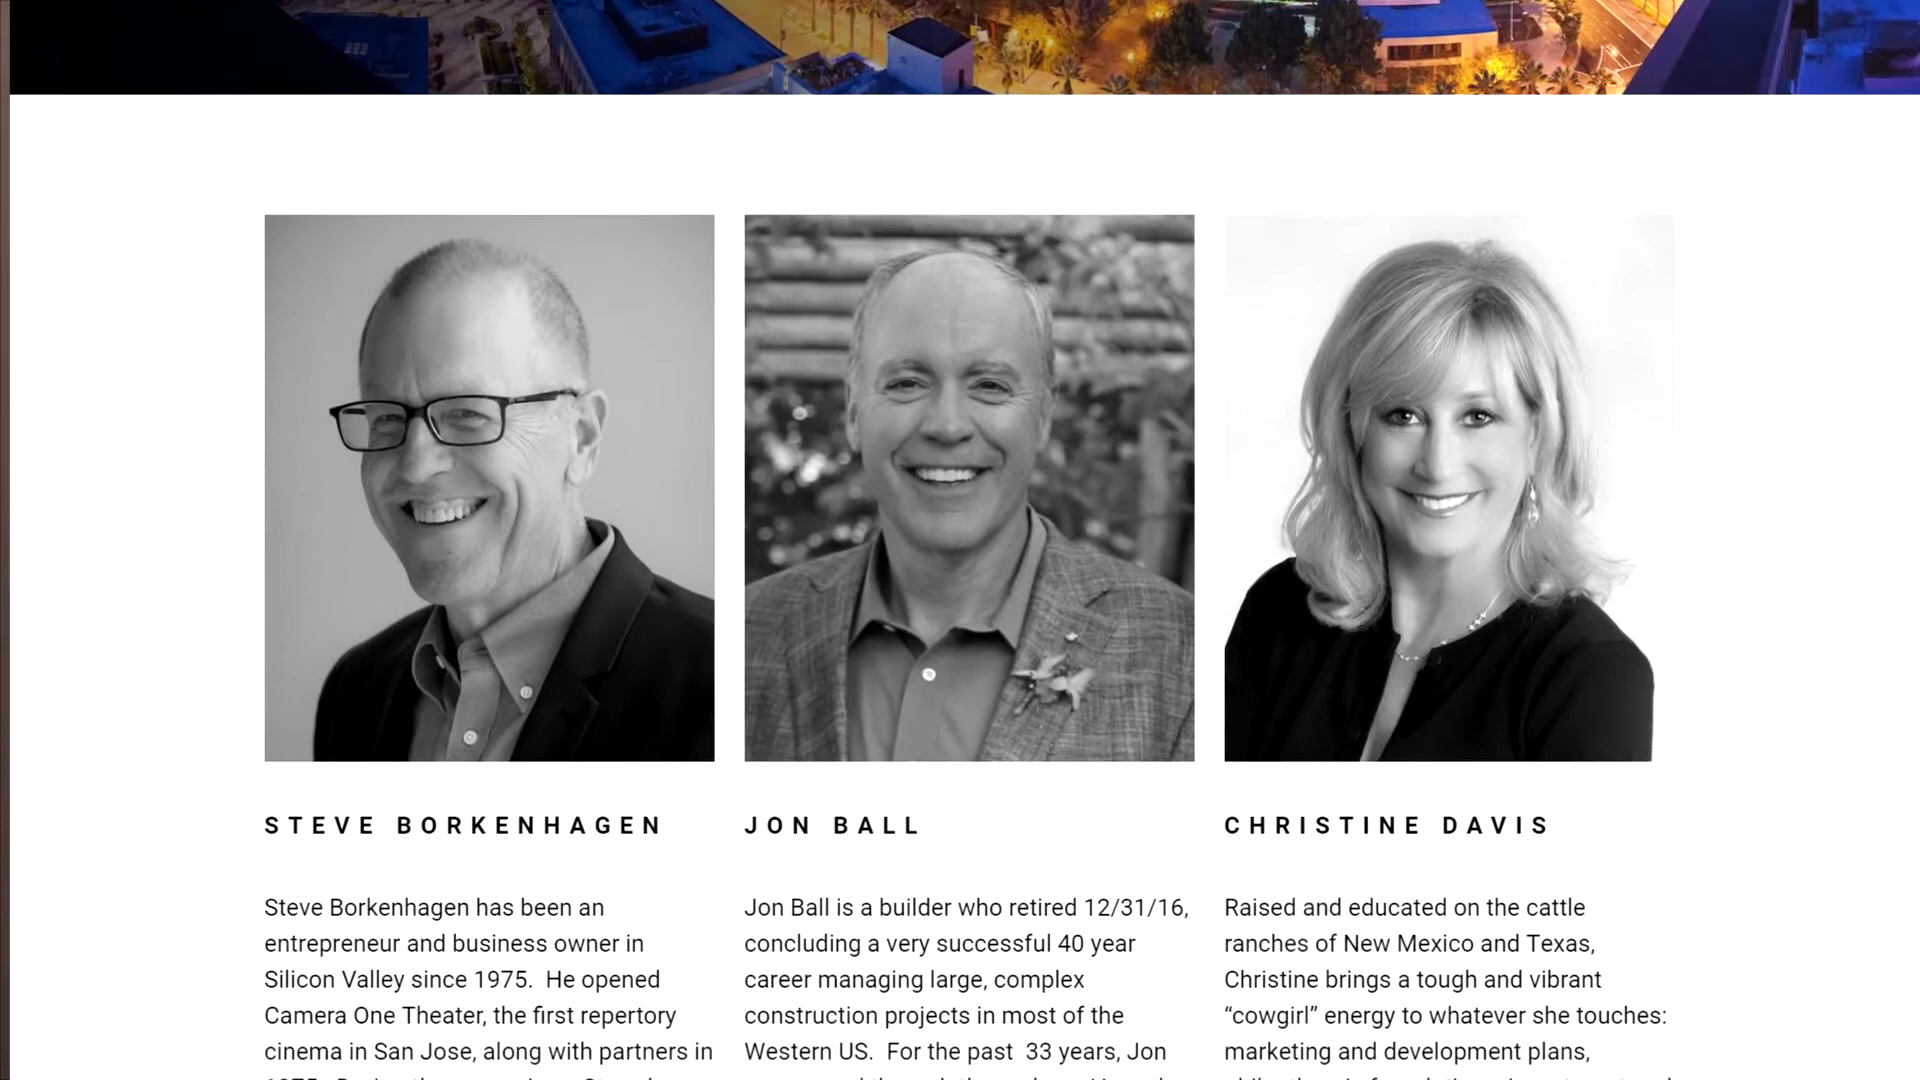 STEVE BORKENHAGEN
Steve Borkenhagen has been an
entrepreneur and business owner in
Silicon Valley since 1975.  He opened
Camera One Theater, the first repertory
cinema in San Jose, along with partners in
JON BALL
Jon Ball is a builder who retired 12/31/16,
concluding a very successful 40 year
career managing large, complex
construction projects in most of the
Western US.  For the past  33 years, Jon
CHRISTINE DAVIS
Raised and educated on the cattle
ranches of New Mexico and Texas,
Christine brings a tough and vibrant
“cowgirl” energy to whatever she touches:
marketing and development plans,